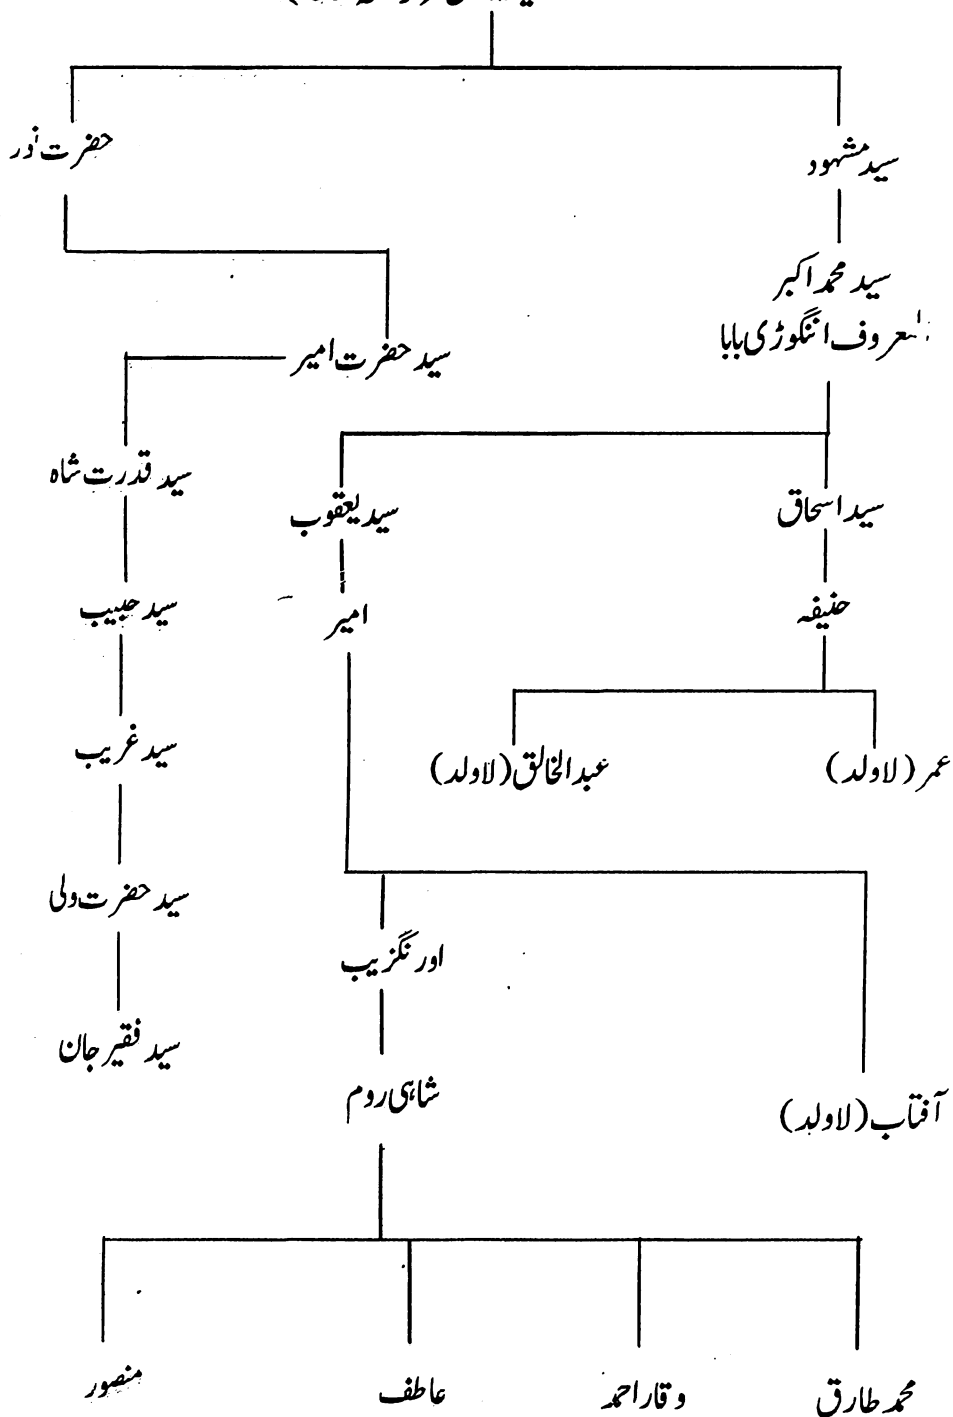 سید مشہود
حضرت نور
سید محمد اکبر
المعروف انگوڑی بابا
سید حضرت امیر
سید قدرت شاہ
سید اسحاق
سید یعقوب
حنیفہ
امیر
سید حبیب
سید غریب
عمر (لاولد)
عبدالخالق (لاولد)
سید حضرت ولی
اورنگزیب
سید فقیر جان
شاہی روم
آفتاب (لاولد)
محمد طارق
وقار احمد
عاطف
منصور